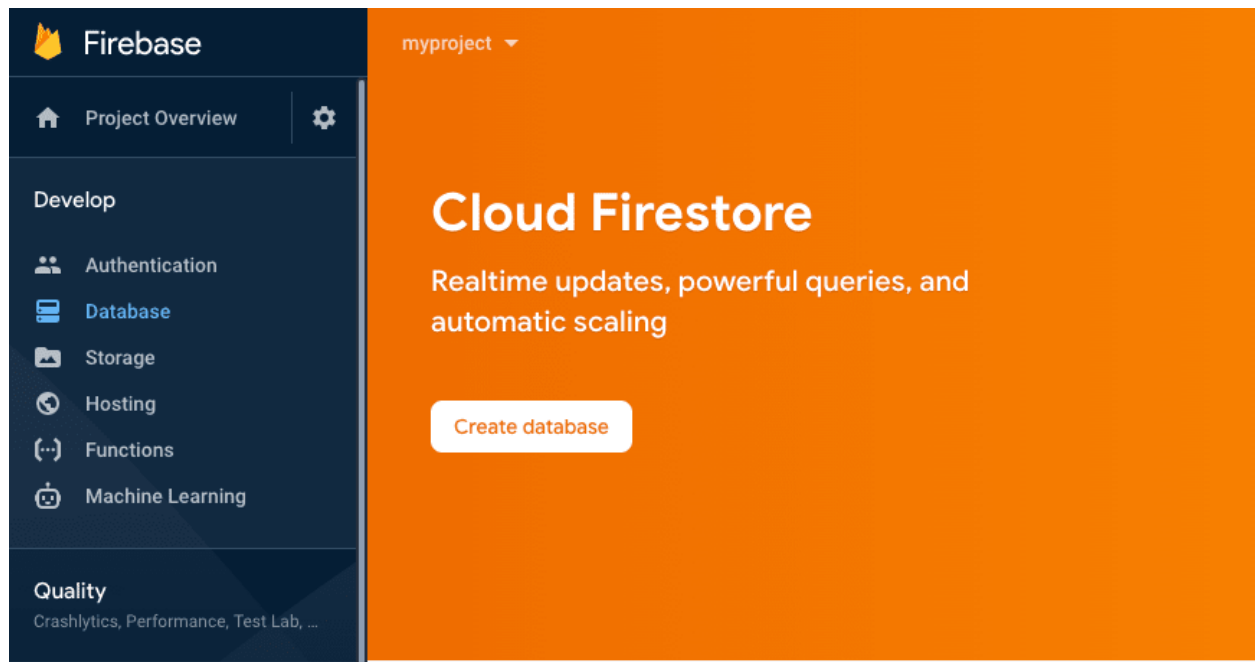 Firebase
Project Overview
Develop
Authentication
Database
Storage
Hosting
Functions
Machine Learning
Quality
Crashlytics, Performance, Test Lab, ...
myproject
Cloud Firestore
Realtime updates, powerful queries, and
automatic scaling
Create database